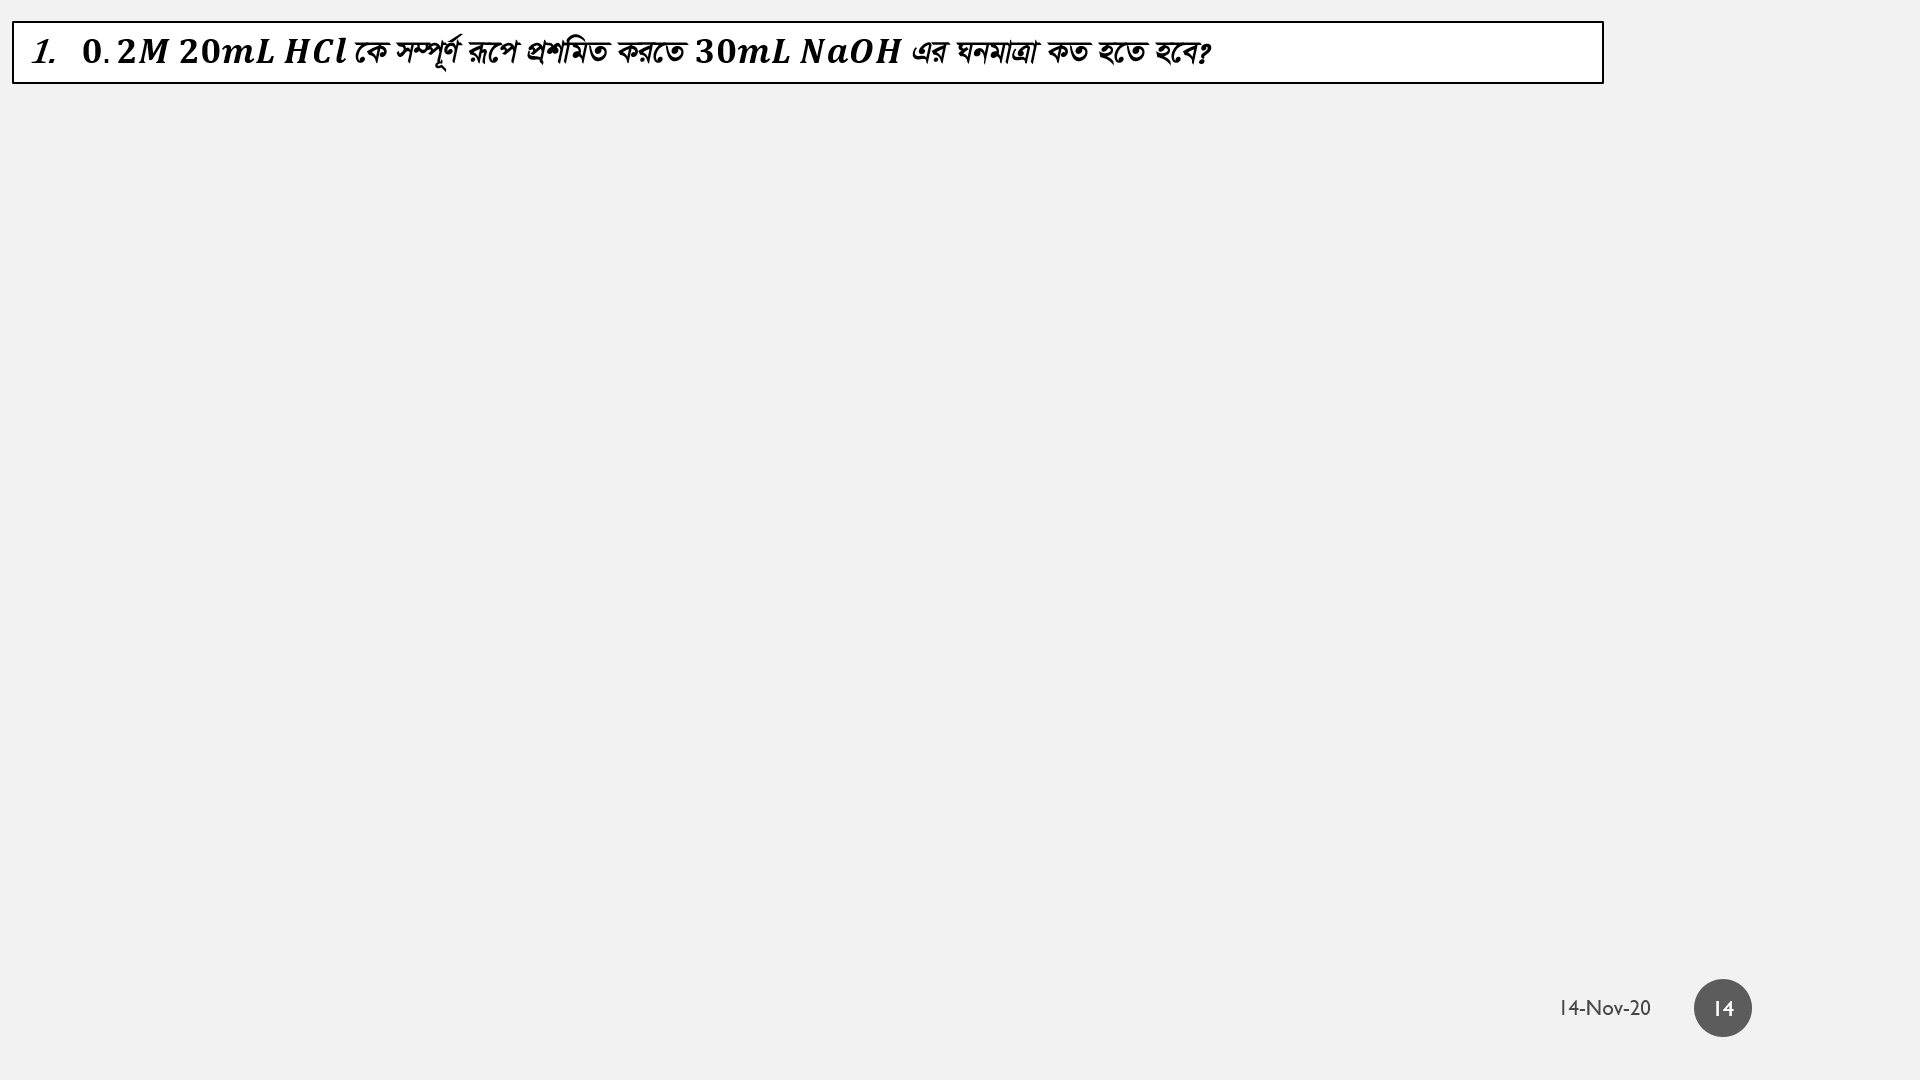 1. 0.2M 20mL HCl কে সম্পূর্ণ রূপে প্রশমিত করতে 30mL NaOH এর ঘনমাত্রা কত হতে হবে?
14-Nov-20
14